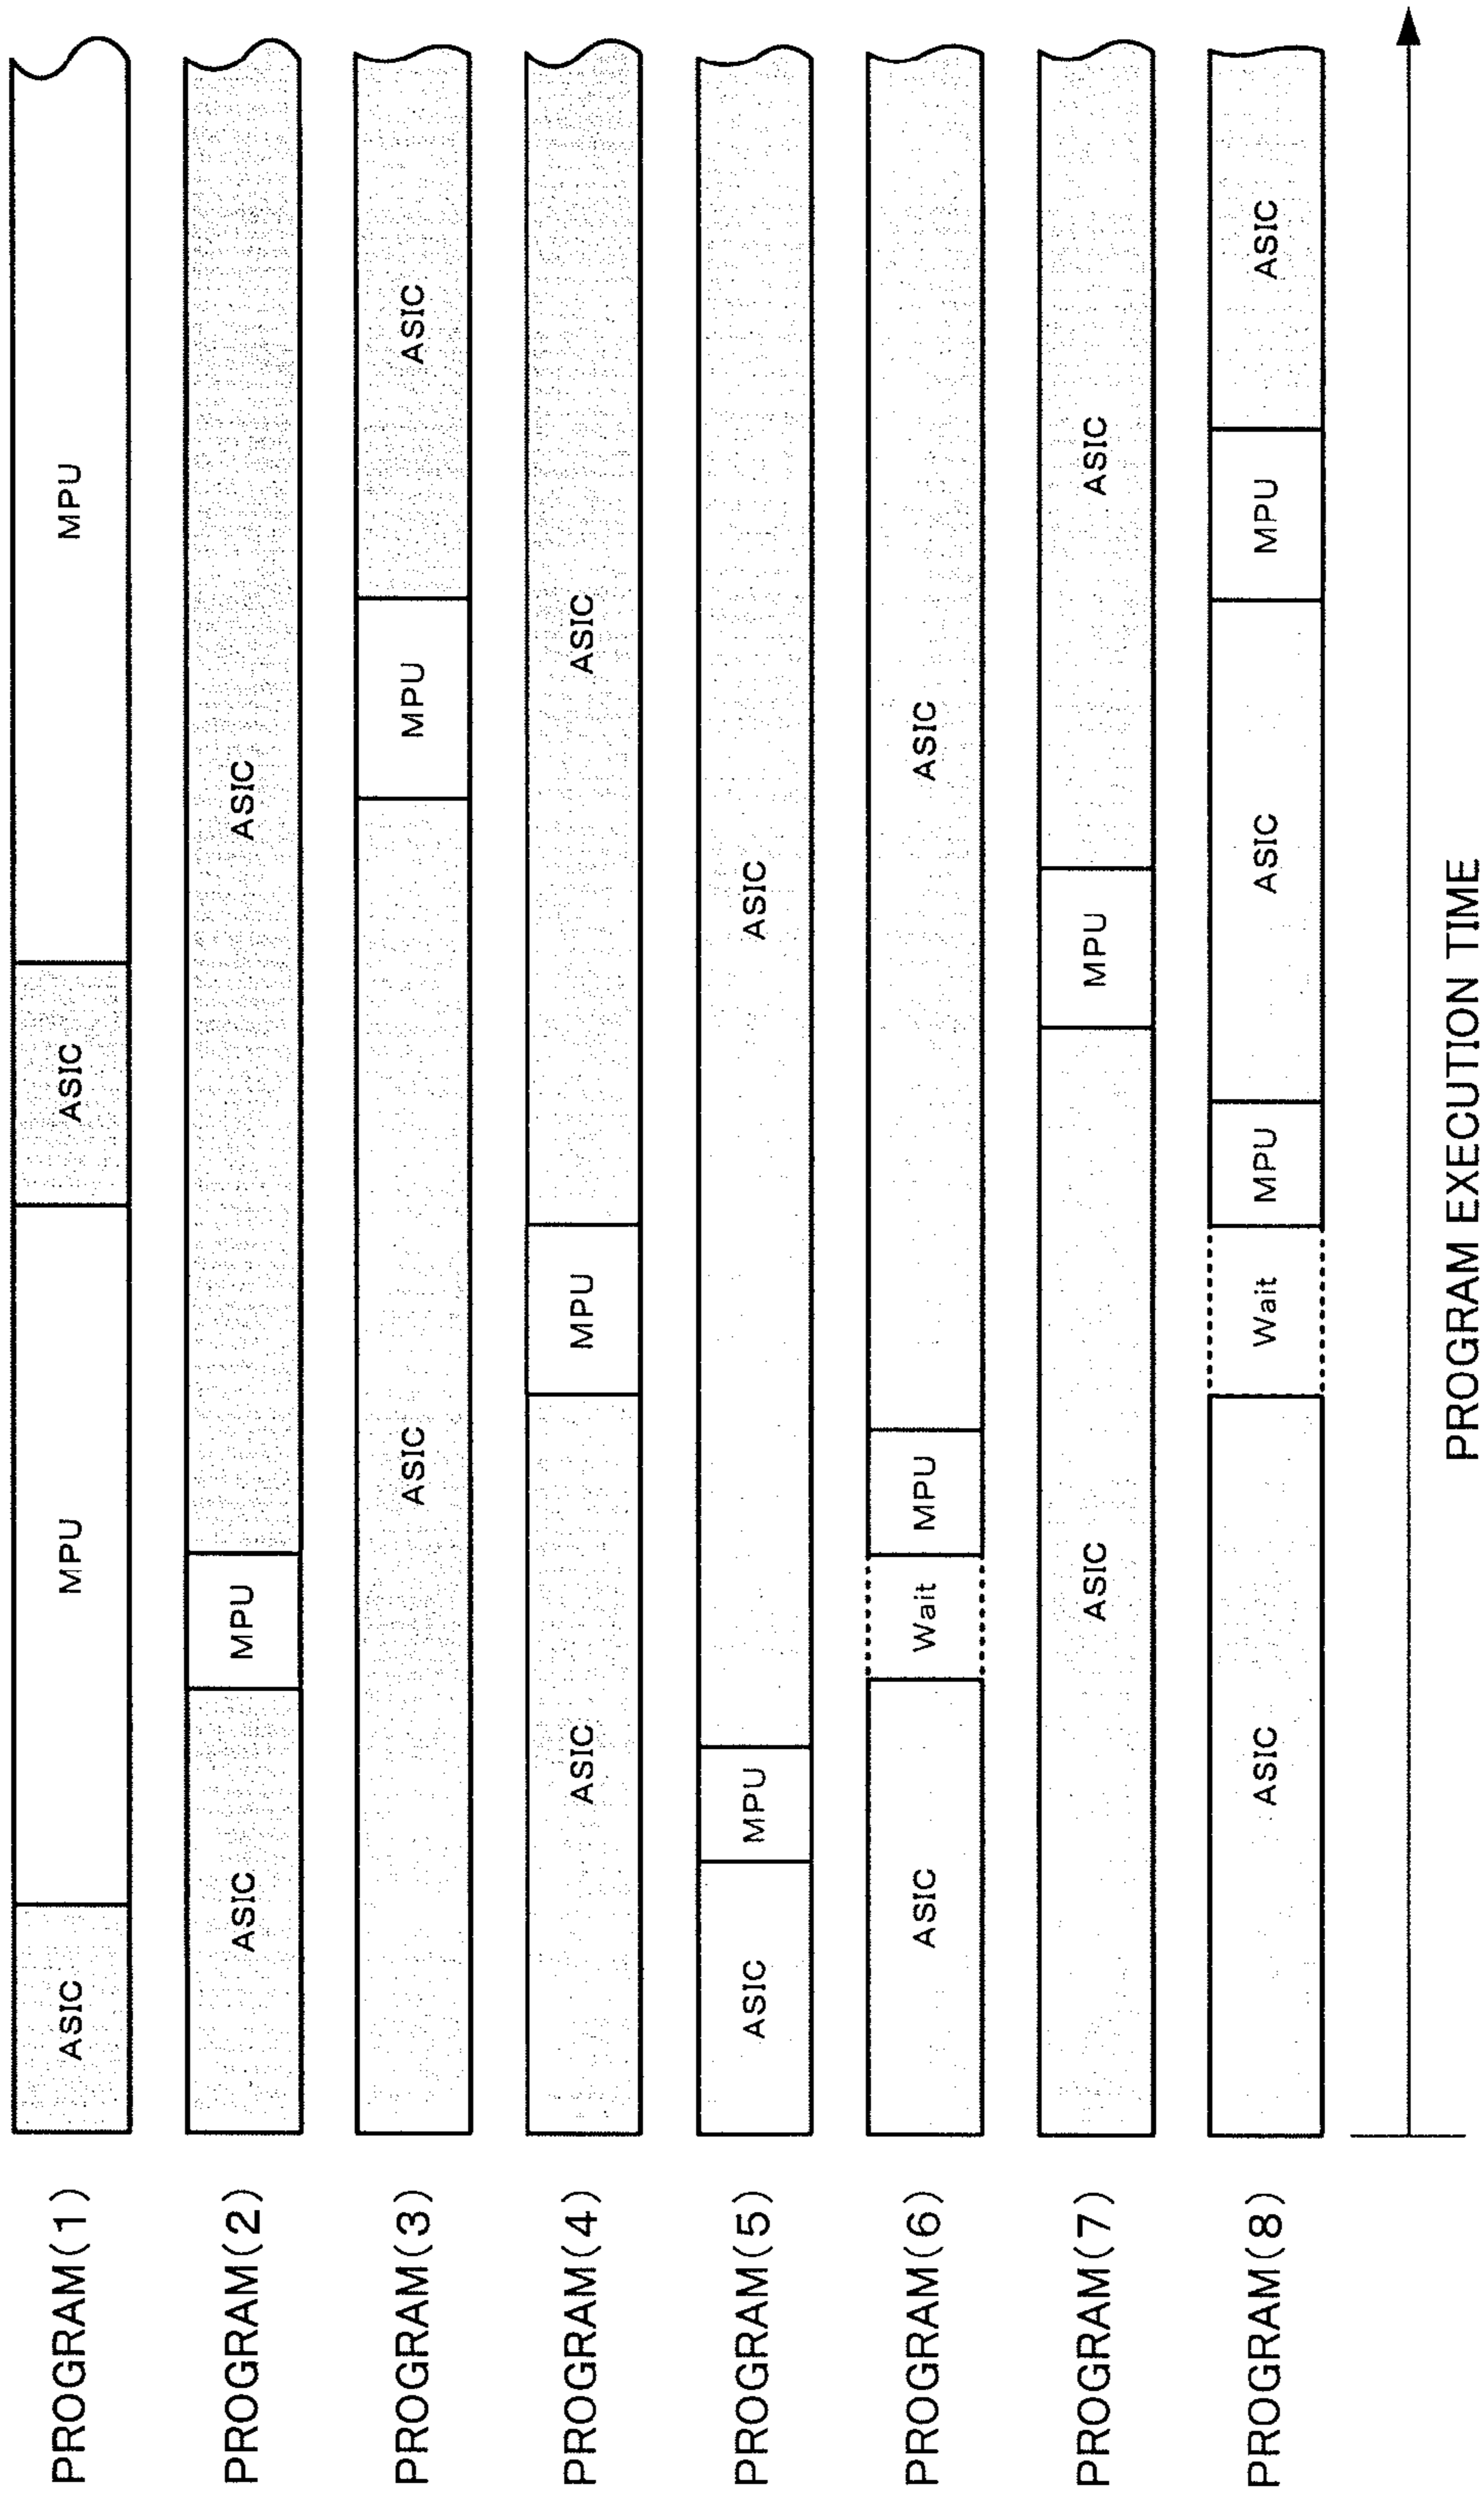 PROGRAM(1)
ASIC
MPU
ASIC
MPU
PROGRAM(2)
ASIC
MPU
ASIC
PROGRAM(3)
ASIC
MPU
ASIC
PROGRAM(4)
ASIC
MPU
ASIC
PROGRAM(5)
ASIC
MPU
ASIC
PROGRAM(6)
ASIC
Wait
MPU
ASIC
PROGRAM(7)
ASIC
MPU
ASIC
PROGRAM(8)
ASIC
Wait
MPU
ASIC
MPU
ASIC
PROGRAM EXECUTION TIME